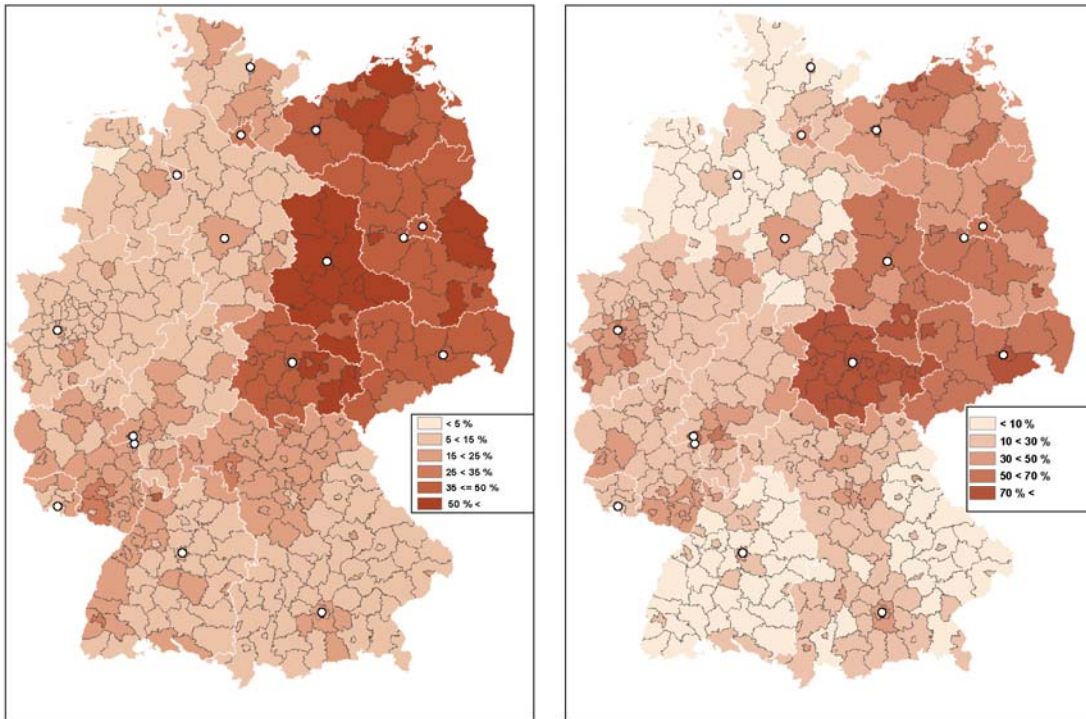 < 5 %
5 < 15 %
15 < 25 %
25 < 35 %
35 <= 50 %
50 % <
< 10 %
10 < 30 %
30 < 50 %
50 < 70 %
70 % <